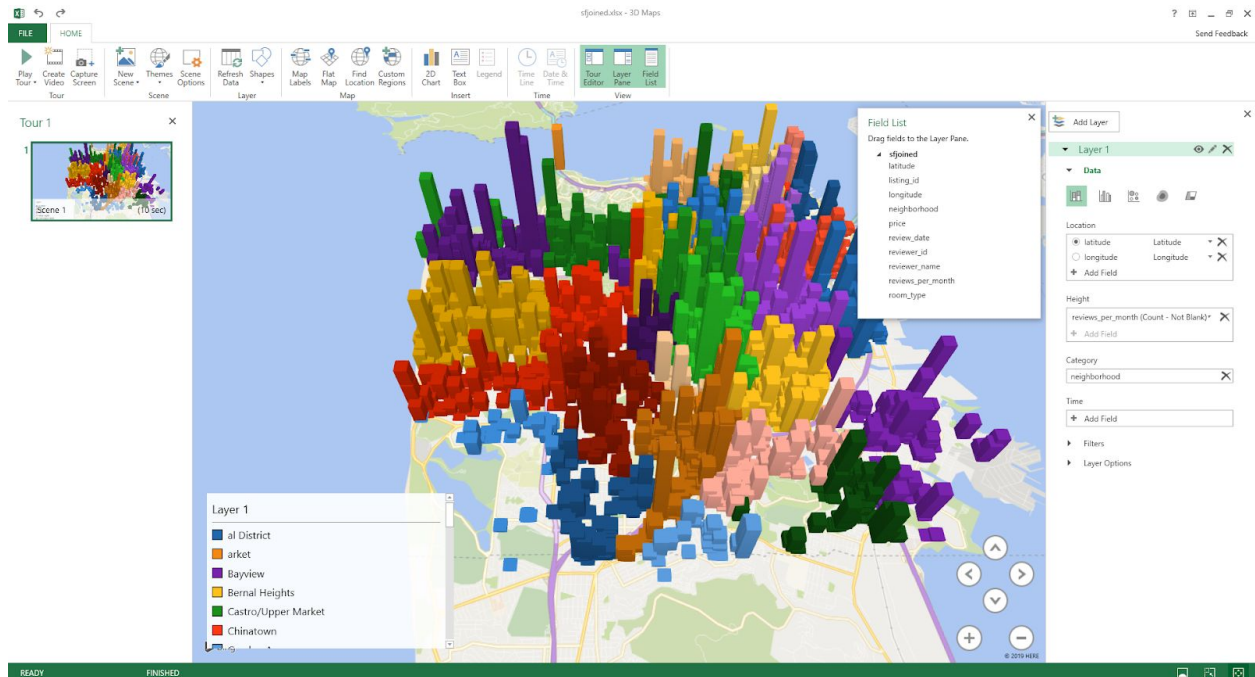 sfjoined.xlsx - 3D Maps
?
FILE
HOME
Send Feedback
Play Tour
Create Video
Capture Screen
Tour
New Scene
Themes
Scene Options
Scene
Refresh Data
Shapes
Layer
Map Labels
Flat Map
Find Location
Custom Regions
Map
2D Chart
Text Box
Legend
Insert
Time Line
Date & Time
Time
Tour Editor
Layer Pane
Field List
View
Tour 1
1
Scene 1 (10 sec)
Field List
Drag fields to the Layer Pane.
sfjoined
latitude
listing_id
longitude
neighborhood
price
review_date
reviewer_id
reviewer_name
reviews_per_month
room_type
Add Layer
Layer 1
Data
Location
latitude Latitude
longitude Longitude
+ Add Field
Height
reviews_per_month (Count - Not Blank)
+ Add Field
Category
neighborhood
Time
+ Add Field
Filters
Layer Options
Layer 1
al District
arket
Bayview
Bernal Heights
Castro/Upper Market
Chinatown
© 2019 HERE
READY
FINISHED